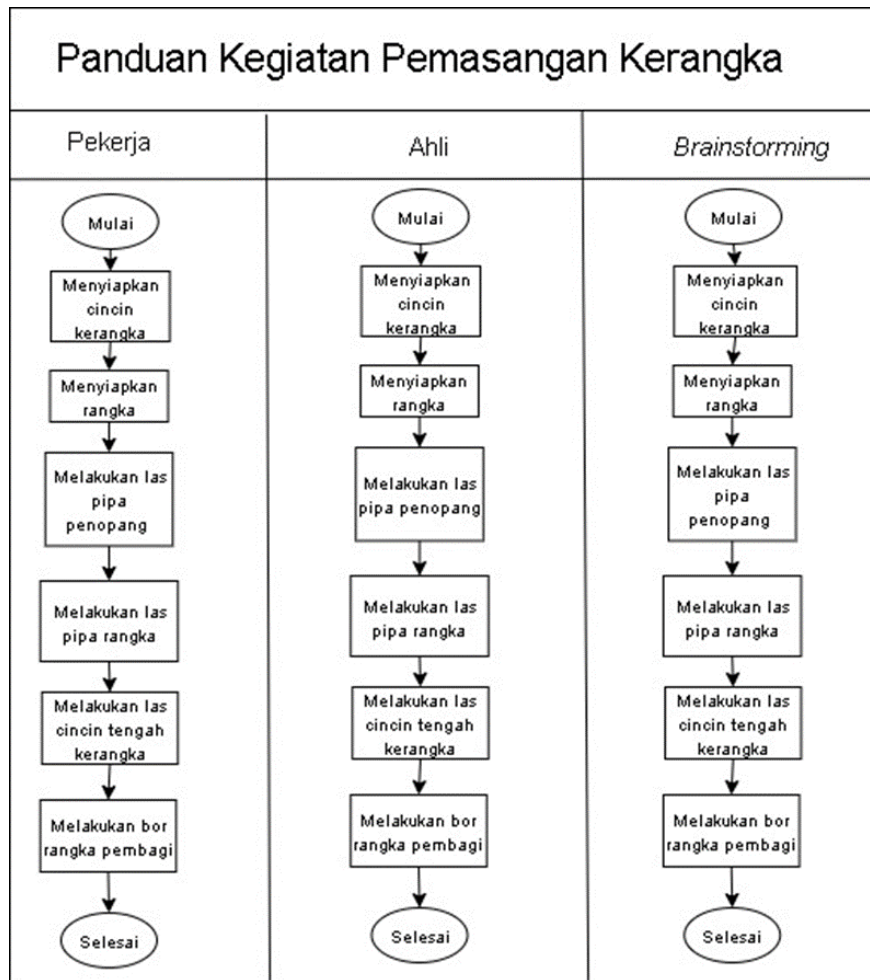 Panduan Kegiatan Pemasangan Kerangka
Pekerja
Mulai
Menyiapkan
cincin
kerangka
Menyiapkan
rangka
Melakukan las
pipa
penopang
Melakukan las
pipa rangka
Melakukan las
cincin tengah
kerangka
Melakukan bor
rangka pembagi
Selesai
Ahli
Mulai
Menyiapkan
cincin
kerangka
Menyiapkan
rangka
Melakukan las
pipa penopang
Melakukan las
pipa rangka
Melakukan las
cincin tengah
kerangka
Melakukan bor
rangka pembagi
Selesai
Brainstorming
Mulai
Menyiapkan
cincin
kerangka
Menyiapkan
rangka
Melakukan las
pipa
penopang
Melakukan las
pipa rangka
Melakukan las
cincin tengah
kerangka
Melakukan bor
rangka pembagi
Selesai